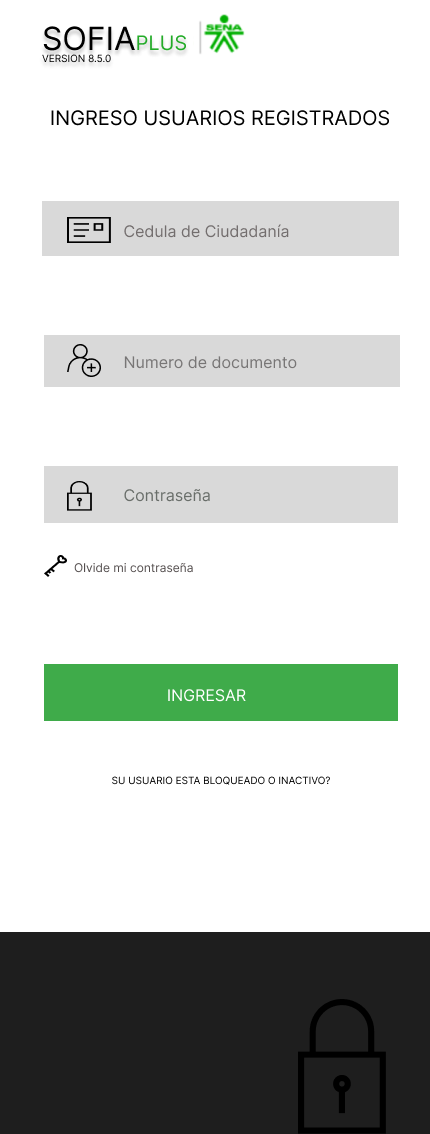 SOFIAPLUS SENA
VERSION 8.5.0
INGRESO USUARIOS REGISTRADOS
Cedula de Ciudadanía
Numero de documento
Contraseña
Olvide mi contraseña
INGRESAR
SU USUARIO ESTA BLOQUEADO O INACTIVO?